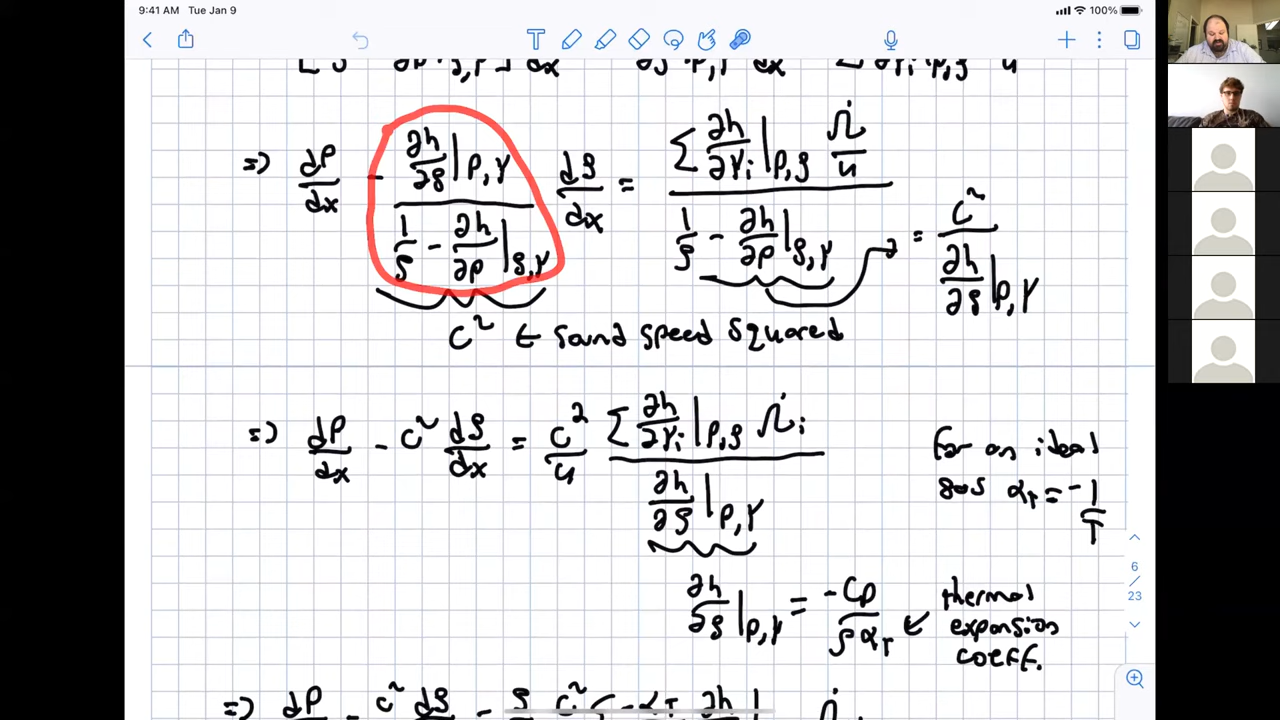 9:41 AM Tue Jan 9 100%
=> dP/dx - (∂h/∂ρ|P,Y)/(1/ρ - ∂h/∂P|ρ,Y) dρ/dx = (Σ ∂h/∂Yi|P,ρ Ω̇/u)/(1/ρ - ∂h/∂P|ρ,Y) → = c²/(∂h/∂ρ|P,Y)
c² ← sound speed squared
=> dP/dx - c² dρ/dx = c²/u (Σ ∂h/∂Yi|P,ρ Ω̇i)/(∂h/∂ρ|P,Y)
For an ideal
gas αT = -1/T
∂h/∂ρ|P,Y = -CP/(ρ αT) ← thermal
expansion
coeff.
6
/
23